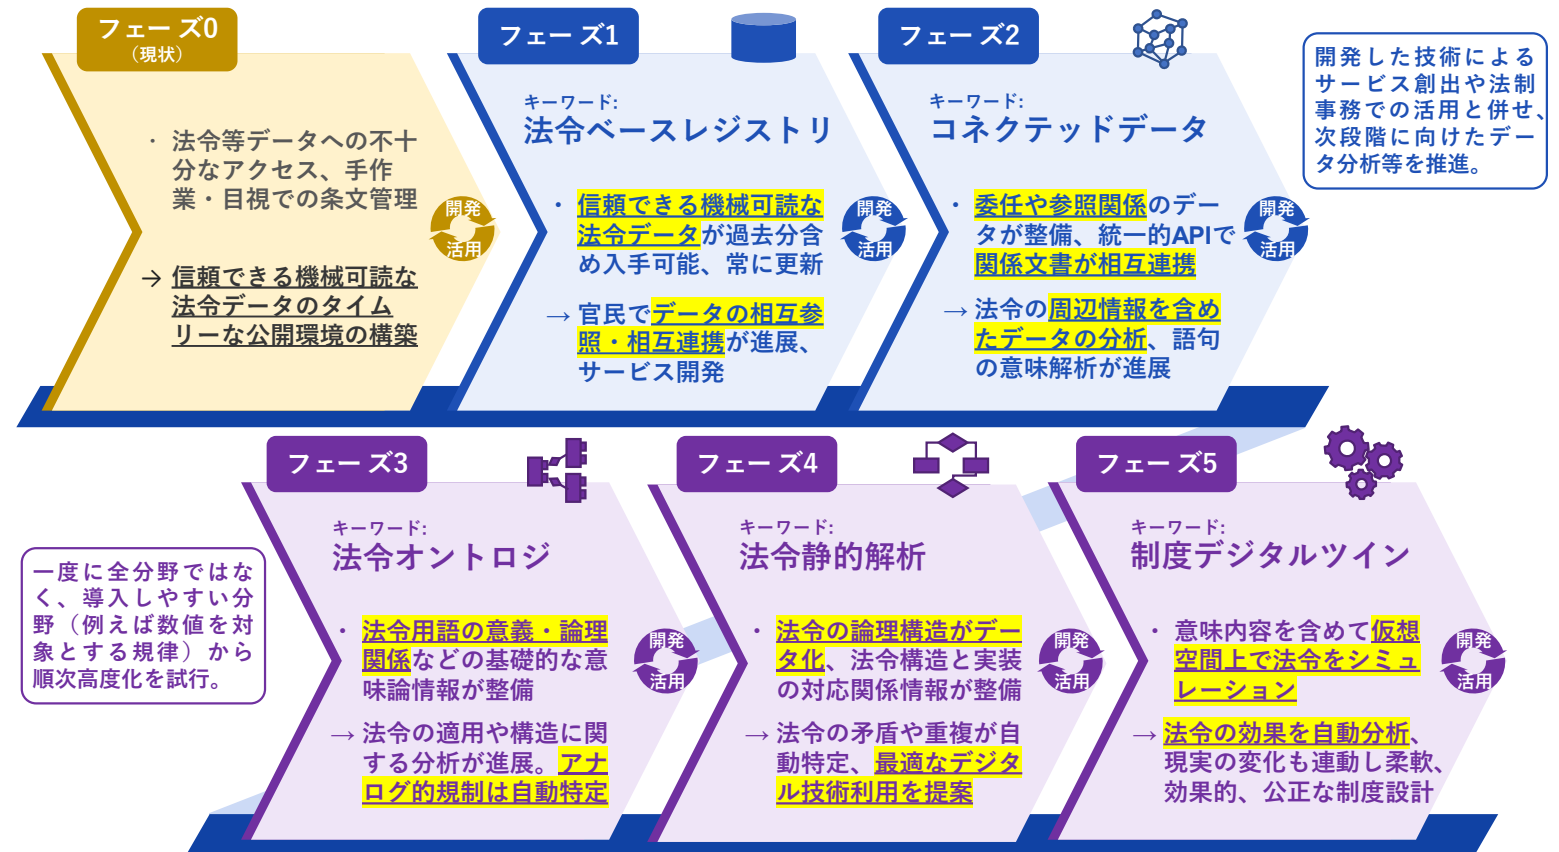 フェーズ0
（現状）
・ 法令等データへの不十
分なアクセス、手作
業・目視での条文管理
→ 信頼できる機械可読な
法令データのタイム
リーな公開環境の構築
開発
活用
フェーズ1
キーワード:
法令ベースレジストリ
・ 信頼できる機械可読な
法令データが過去分含
め入手可能、常に更新
→ 官民でデータの相互参
照・相互連携が進展、
サービス開発
開発
活用
フェーズ2
キーワード:
コネクテッドデータ
・ 委任や参照関係のデー
タが整備、統一的APIで
関係文書が相互連携
→ 法令の周辺情報を含め
たデータの分析、語句
の意味解析が進展
開発
活用
開発した技術による
サービス創出や法制
事務での活用と併せ、
次段階に向けたデー
タ分析等を推進。
一度に全分野ではな
く、導入しやすい分
野（例えば数値を対
象とする規律）から
順次高度化を試行。
フェーズ3
キーワード:
法令オントロジ
・ 法令用語の意義・論理
関係などの基礎的な意
味論情報が整備
→ 法令の適用や構造に関
する分析が進展。アナ
ログ的規制は自動特定
開発
活用
フェーズ4
キーワード:
法令静的解析
・ 法令の論理構造がデー
タ化、法令構造と実装
の対応関係情報が整備
→ 法令の矛盾や重複が自
動特定、最適なデジタ
ル技術利用を提案
開発
活用
フェーズ5
キーワード:
制度デジタルツイン
・ 意味内容を含めて仮想
空間上で法令をシミュ
レーション
→ 法令の効果を自動分析、
現実の変化も連動し柔軟、
効果的、公正な制度設計
開発
活用